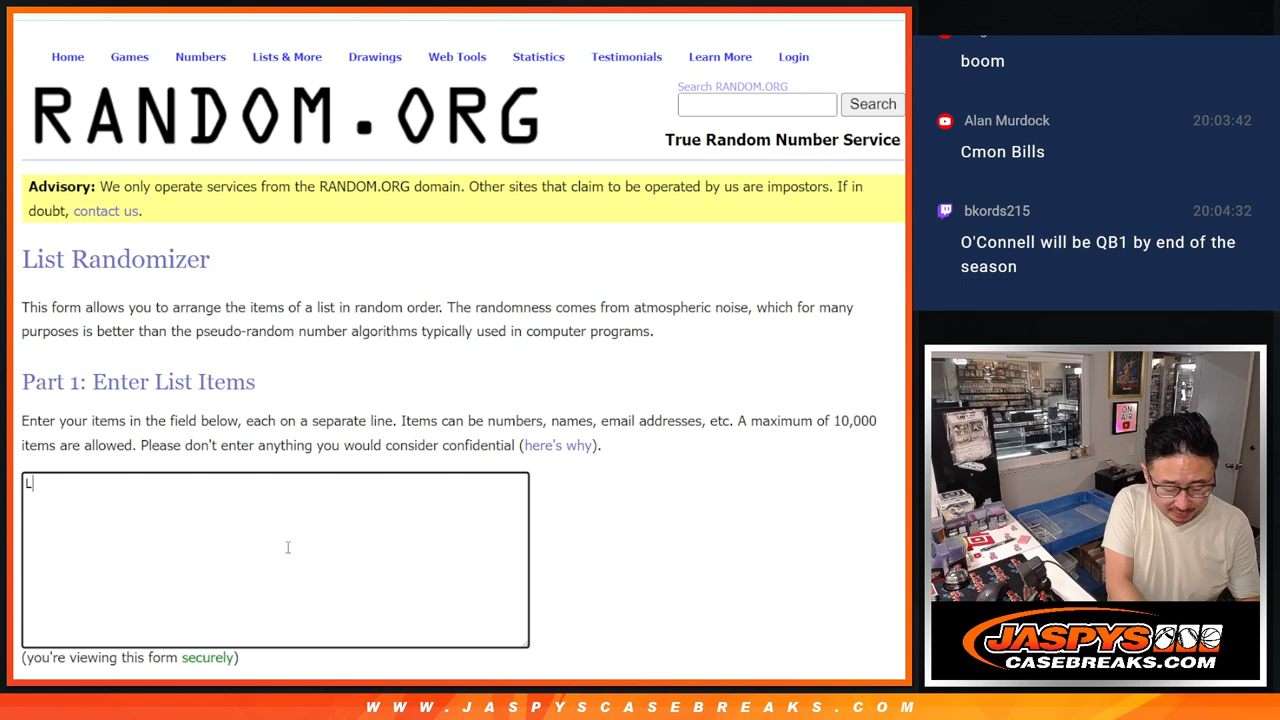 Home Games Numbers Lists & More Drawings Web Tools Statistics Testimonials Learn More Login
RANDOM.ORG
Search RANDOM.ORG
Search
True Random Number Service
Advisory: We only operate services from the RANDOM.ORG domain. Other sites that claim to be operated by us are impostors. If in
doubt, contact us.
List Randomizer
This form allows you to arrange the items of a list in random order. The randomness comes from atmospheric noise, which for many
purposes is better than the pseudo-random number algorithms typically used in computer programs.
Part 1: Enter List Items
Enter your items in the field below, each on a separate line. Items can be numbers, names, email addresses, etc. A maximum of 10,000
items are allowed. Please don't enter anything you would consider confidential (here's why).
L
(you're viewing this form securely)
boom
Alan Murdock 20:03:42
Cmon Bills
bkords215 20:04:32
O'Connell will be QB1 by end of the
season
ON
AIR
JASPYS
CASEBREAKS.COM
WWW.JASPYSCASEBREAKS.COM